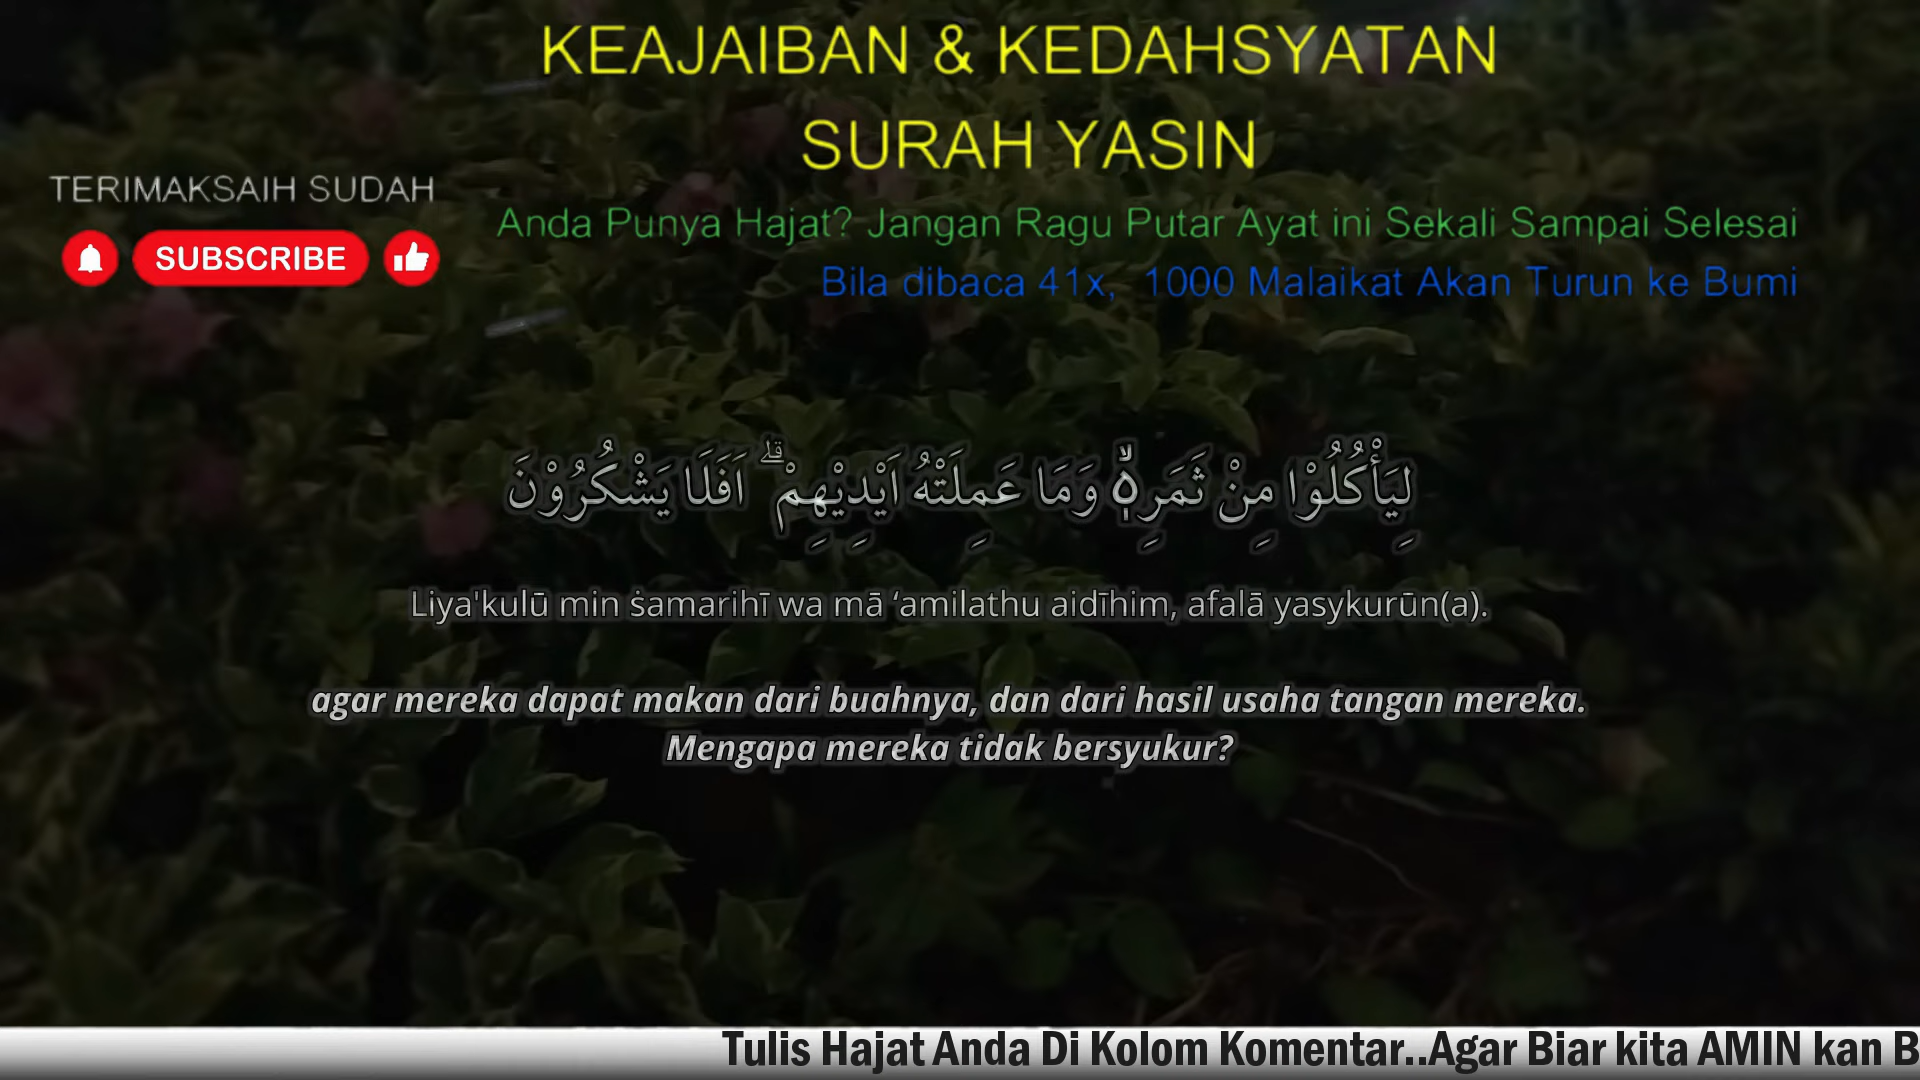 KEAJAIBAN & KEDAHSYATAN
SURAH YASIN
TERIMAKSAIH SUDAH
SUBSCRIBE
Anda Punya Hajat? Jangan Ragu Putar Ayat ini Sekali Sampai Selesai
Bila dibaca 41x, 1000 Malaikat Akan Turun ke Bumi
لِيَأْكُلُوْا مِنْ ثَمَرِهٖۙ وَمَا عَمِلَتْهُ اَيْدِيْهِمْ ۗ اَفَلَا يَشْكُرُوْنَ
Liya'kulū min ṡamarihī wa mā ‘amilathu aidīhim, afalā yasykurūn(a).
agar mereka dapat makan dari buahnya, dan dari hasil usaha tangan mereka.
Mengapa mereka tidak bersyukur?
Tulis Hajat Anda Di Kolom Komentar..Agar Biar kita AMIN kan B